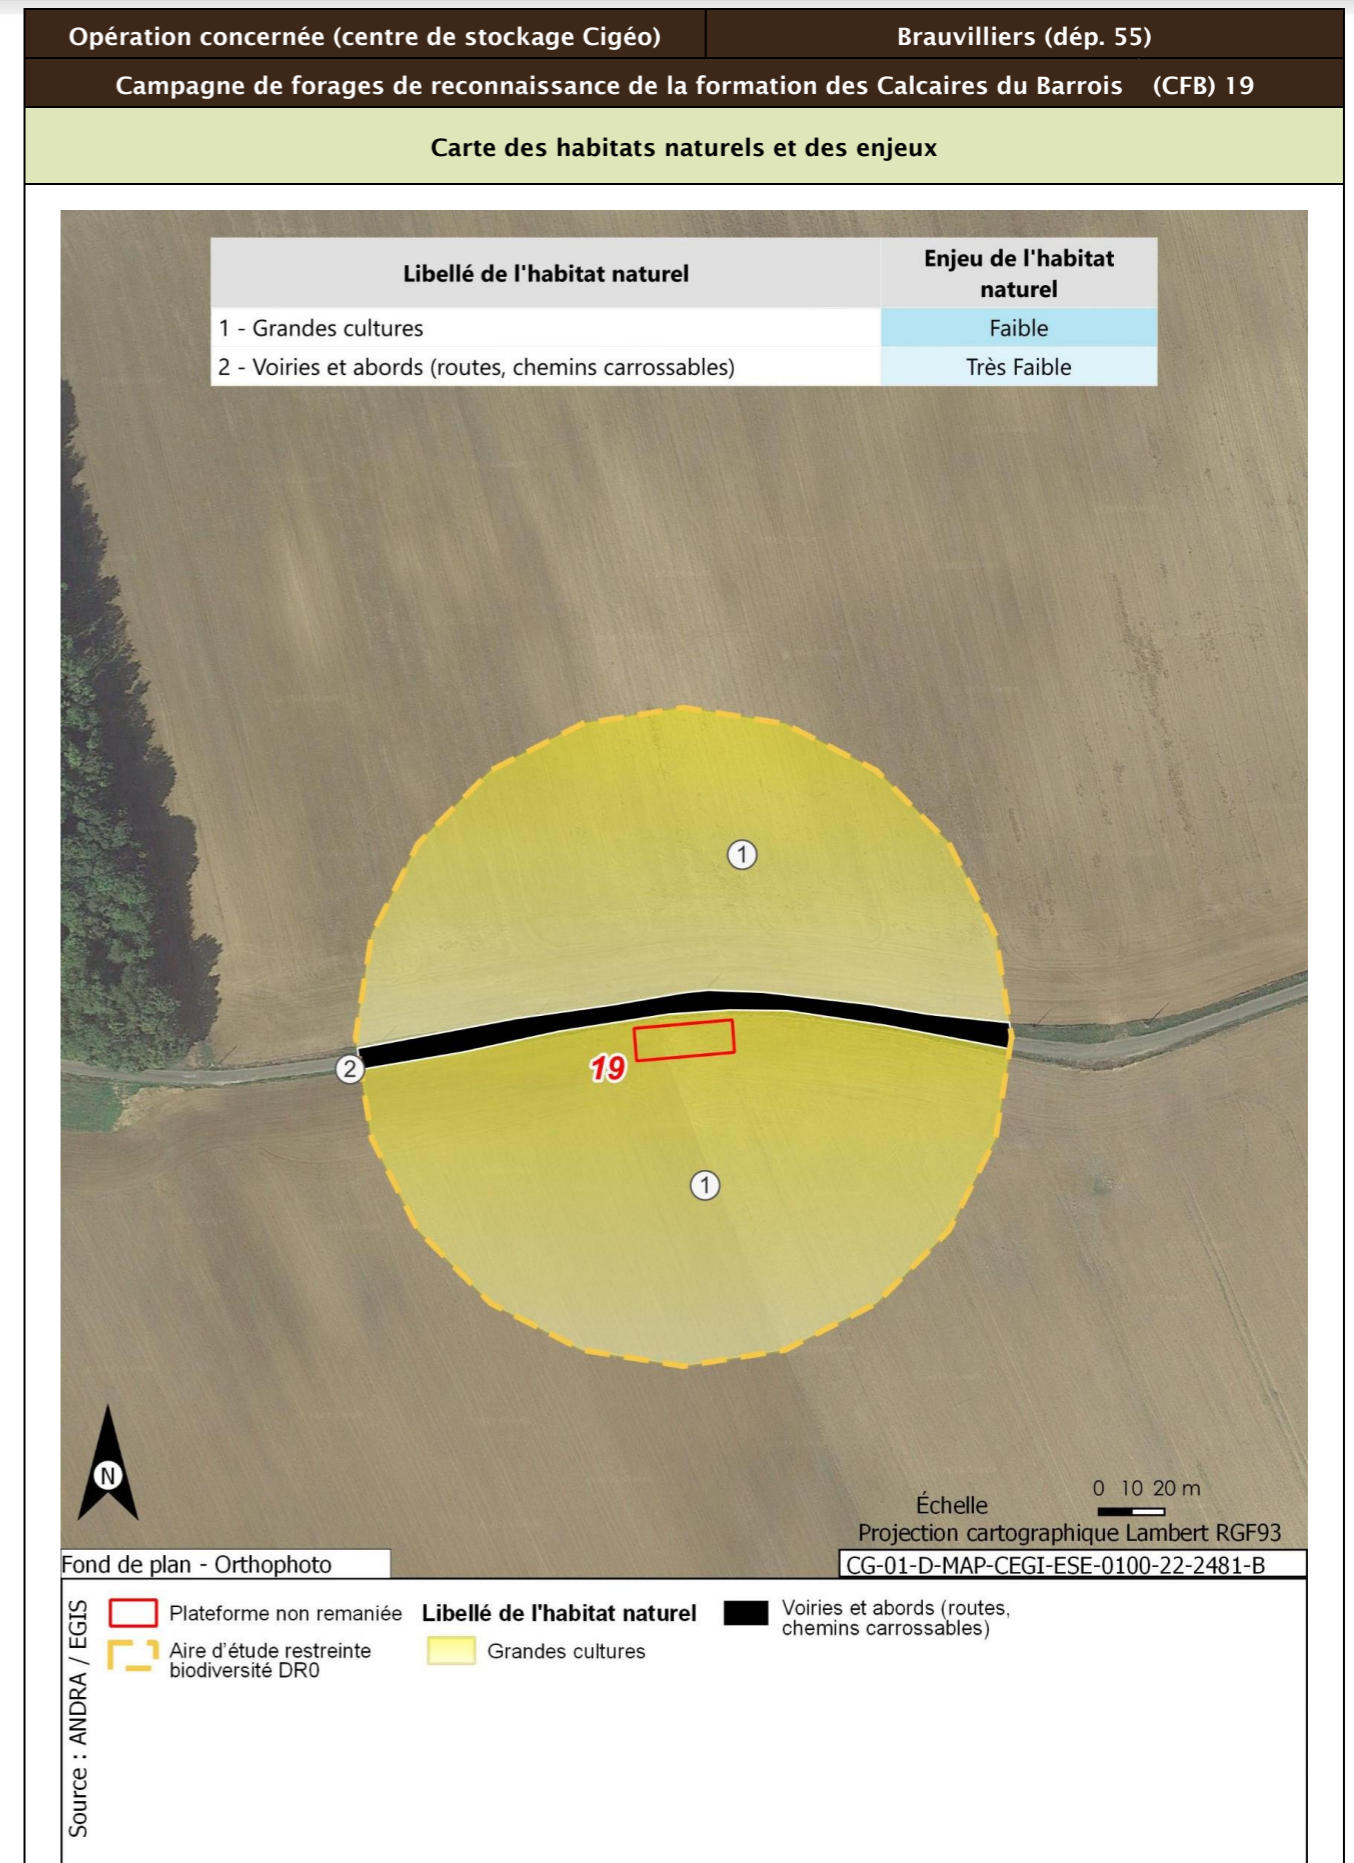 Opération concernée (centre de stockage Cigéo)
Brauvilliers (dép. 55)
Campagne de forages de reconnaissance de la formation des Calcaires du Barrois (CFB) 19
Carte des habitats naturels et des enjeux
Libellé de l'habitat naturel
Enjeu de l'habitat
naturel
1 - Grandes cultures
Faible
2 - Voiries et abords (routes, chemins carrossables)
Très Faible
1
2
19
1
N
0 10 20 m
Échelle
Projection cartographique Lambert RGF93
Fond de plan - Orthophoto
CG-01-D-MAP-CEGI-ESE-0100-22-2481-B
Source : ANDRA / EGIS
Plateforme non remaniée
Aire d'étude restreinte
biodiversité DR0
Libellé de l'habitat naturel
Grandes cultures
Voiries et abords (routes,
chemins carrossables)